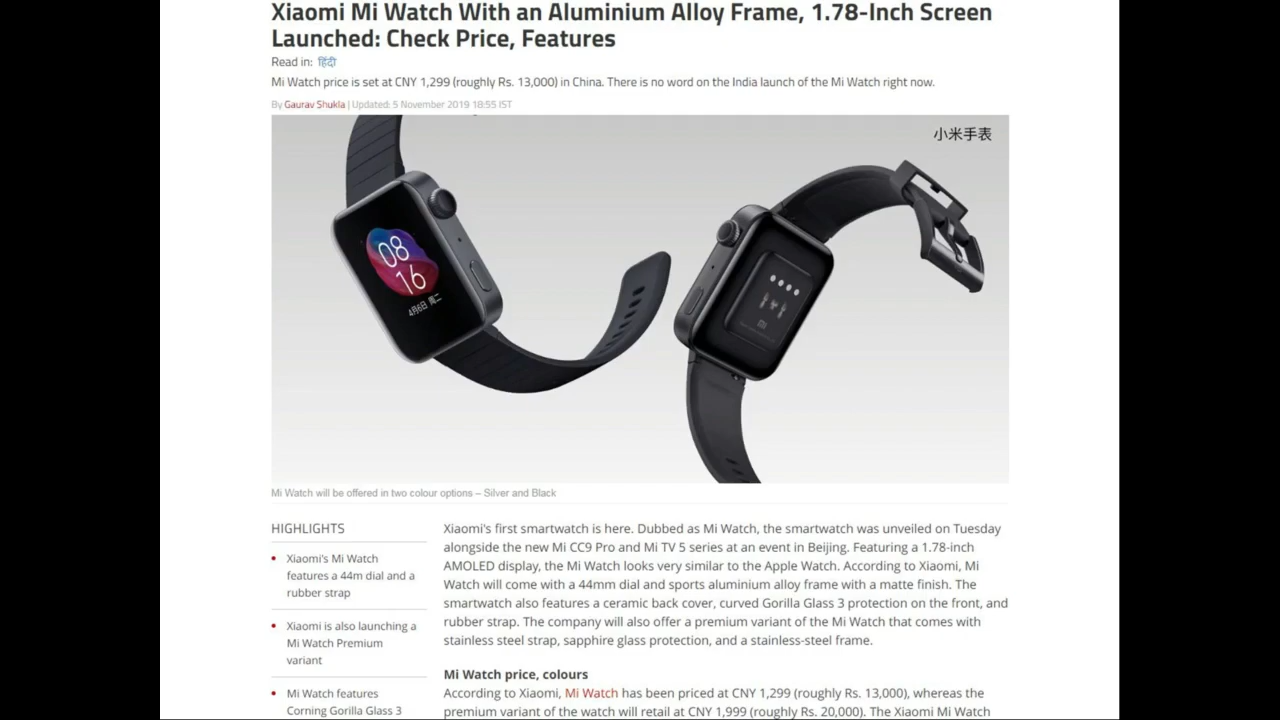 Xiaomi Mi Watch With an Aluminium Alloy Frame, 1.78-Inch Screen
Launched: Check Price, Features
Read in: हिंदी
Mi Watch price is set at CNY 1,299 (roughly Rs. 13,000) in China. There is no word on the India launch of the Mi Watch right now.
By Gaurav Shukla | Updated: 5 November 2019 18:55 IST
小米手表
08
16
4月6日 周二
MI
Mi Watch will be offered in two colour options – Silver and Black
HIGHLIGHTS
Xiaomi's Mi Watch
features a 44m dial and a
rubber strap
Xiaomi is also launching a
Mi Watch Premium
variant
Mi Watch features
Corning Gorilla Glass 3
Xiaomi's first smartwatch is here. Dubbed as Mi Watch, the smartwatch was unveiled on Tuesday
alongside the new Mi CC9 Pro and Mi TV 5 series at an event in Beijing. Featuring a 1.78-inch
AMOLED display, the Mi Watch looks very similar to the Apple Watch. According to Xiaomi, Mi
Watch will come with a 44mm dial and sports aluminium alloy frame with a matte finish. The
smartwatch also features a ceramic back cover, curved Gorilla Glass 3 protection on the front, and
rubber strap. The company will also offer a premium variant of the Mi Watch that comes with
stainless steel strap, sapphire glass protection, and a stainless-steel frame.
Mi Watch price, colours
According to Xiaomi, Mi Watch has been priced at CNY 1,299 (roughly Rs. 13,000), whereas the
premium variant of the watch will retail at CNY 1,999 (roughly Rs. 20,000). The Xiaomi Mi Watch